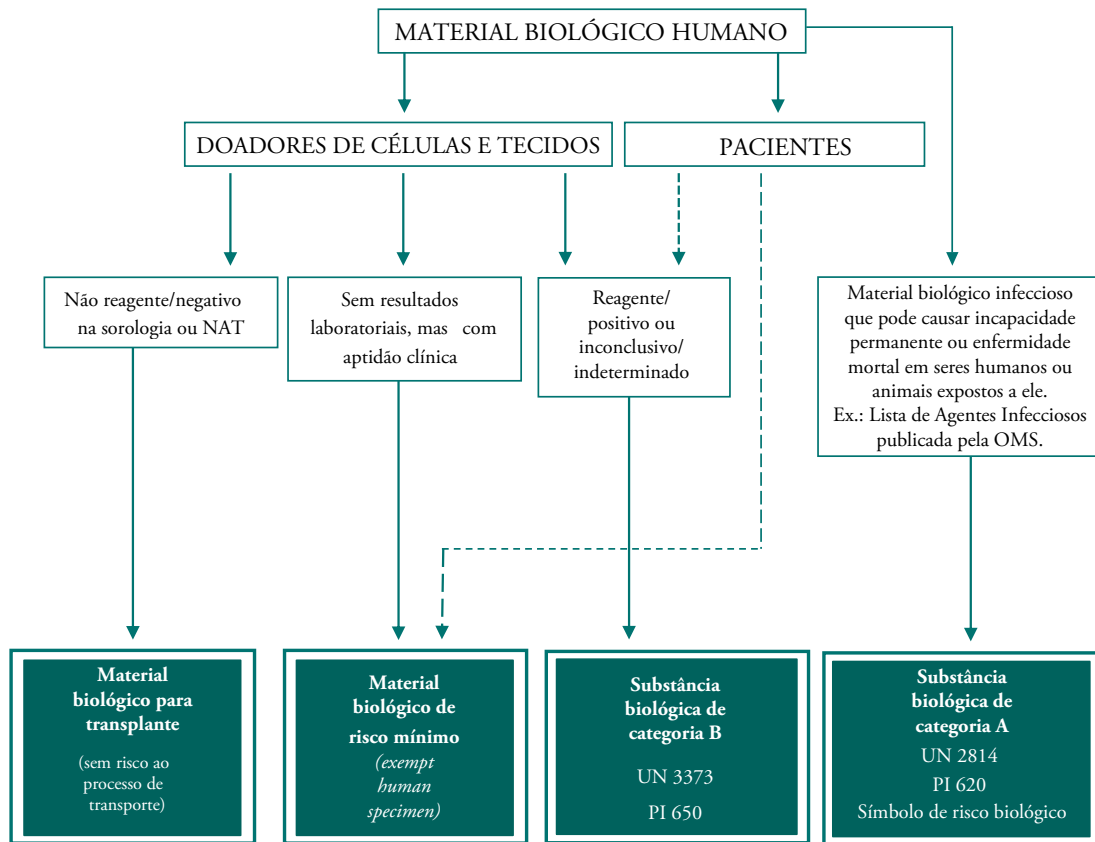 MATERIAL BIOLÓGICO HUMANO
DOADORES DE CÉLULAS E TECIDOS
PACIENTES
Não reagente/negativo
na sorologia ou NAT
Sem resultados
laboratoriais, mas com
aptidão clínica
Reagente/
positivo ou
inconclusivo/
indeterminado
Material biológico infeccioso
que pode causar incapacidade
permanente ou enfermidade
mortal em seres humanos ou
animais expostos a ele.
Ex.: Lista de Agentes Infecciosos
publicada pela OMS.
Material
biológico para
transplante
(sem risco ao
processo de
transporte)
Material
biológico de
risco mínimo
(exempt
human
specimen)
Substância
biológica de
categoria B
UN 3373
PI 650
Substância
biológica de
categoria A
UN 2814
PI 620
Símbolo de risco biológico